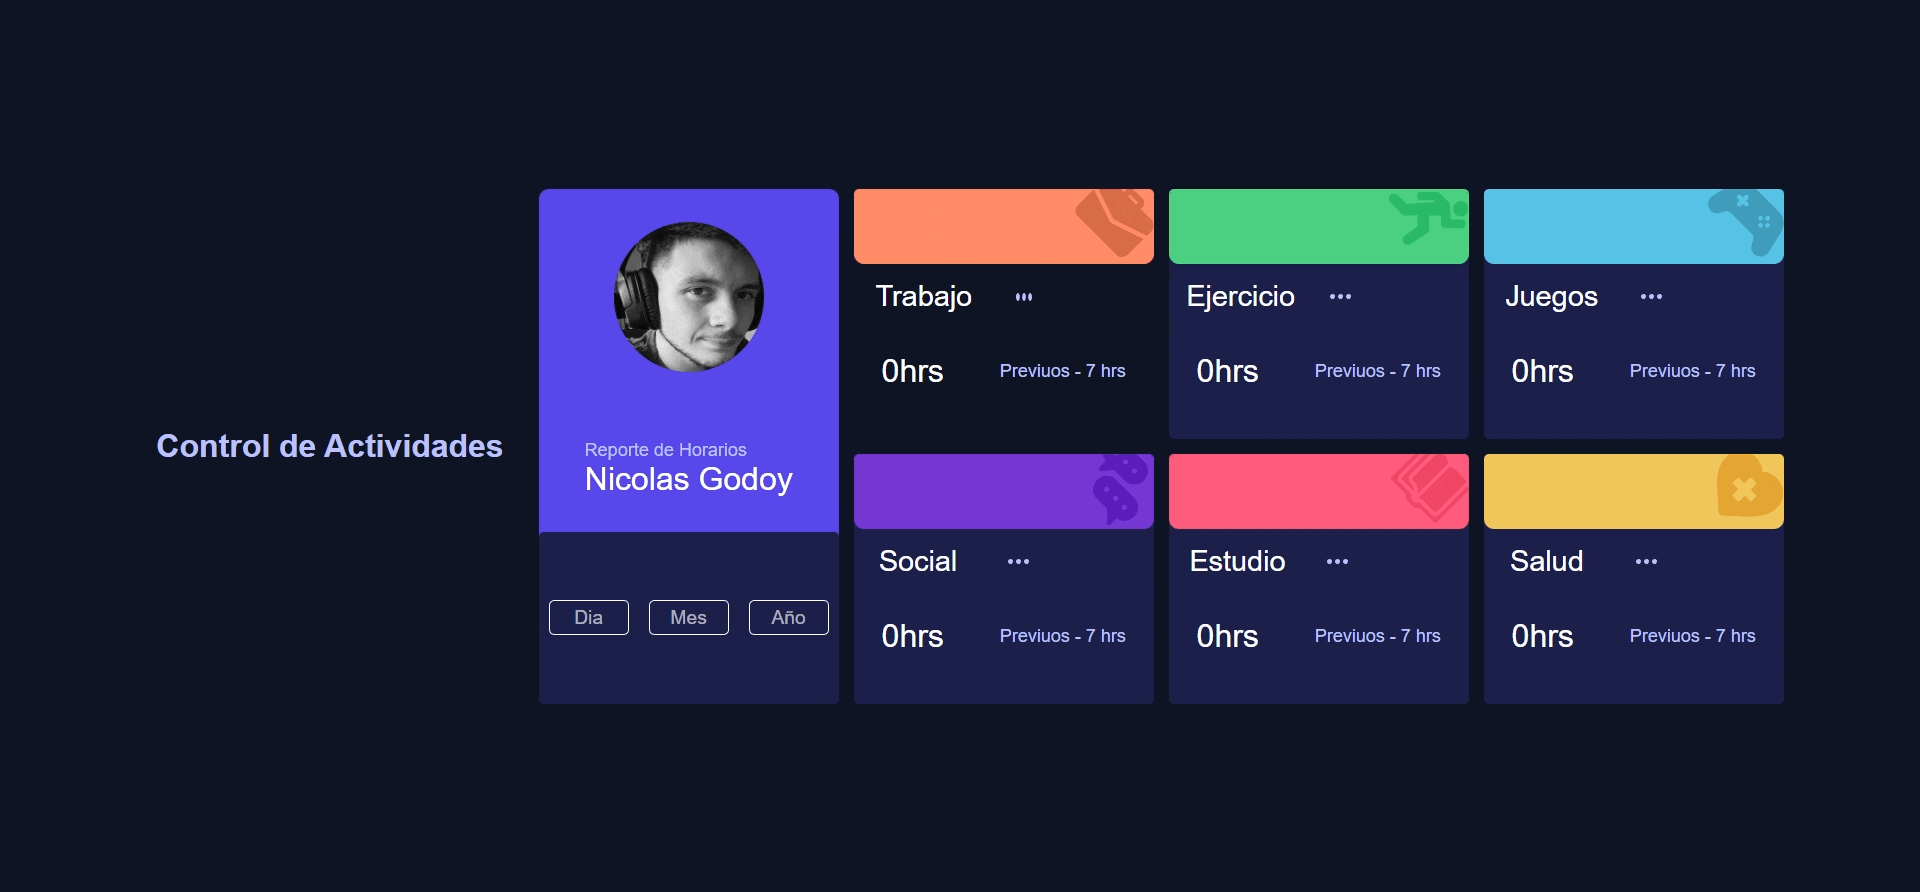 Control de Actividades
Reporte de Horarios
Nicolas Godoy
Dia
Mes
Año
Trabajo
0hrs
Previuos - 7 hrs
Ejercicio
0hrs
Previuos - 7 hrs
Juegos
0hrs
Previuos - 7 hrs
Social
0hrs
Previuos - 7 hrs
Estudio
0hrs
Previuos - 7 hrs
Salud
0hrs
Previuos - 7 hrs